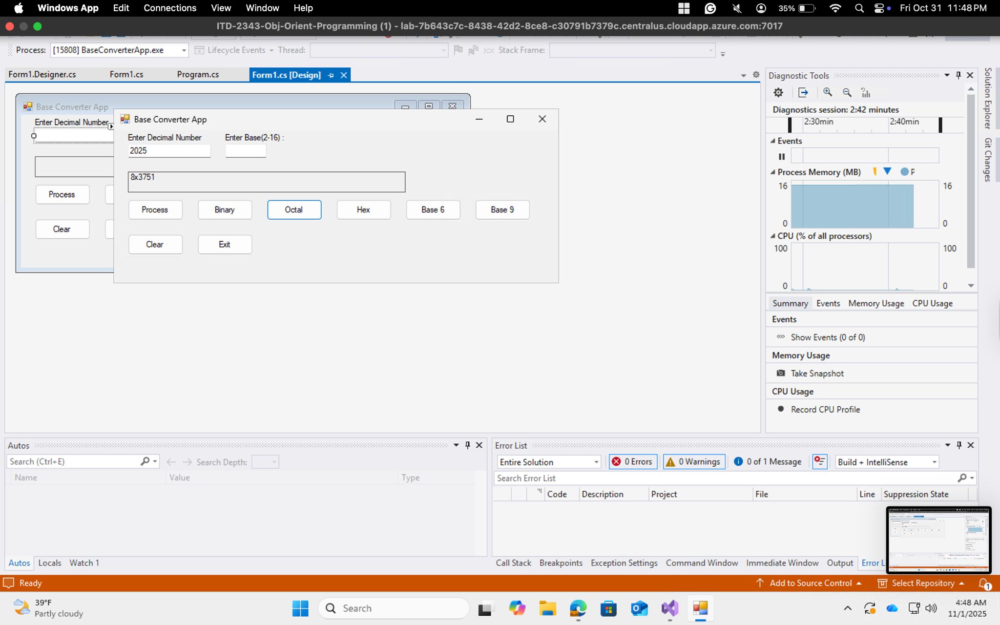 Windows App Edit Connections View Window Help 35% Fri Oct 31 11:48 PM
ITD-2343-Obj-Orient-Programming (1) - lab-7b643c7c-8438-42d2-8ce8-c30791b7379c.centralus.cloudapp.azure.com:7017
Process: [15808] BaseConverterApp.exe Lifecycle Events Thread: Stack Frame:
Form1.Designer.cs Form1.cs Program.cs Form1.cs [Design]
Base Converter App
Enter Decimal Number
Process
Clear
Base Converter App
Enter Decimal Number Enter Base(2-16) :
2025
8x3751
Process Binary Octal Hex Base 6 Base 9
Clear Exit
Diagnostic Tools
Diagnostics session: 2:42 minutes
2:30min 2:40min
Events
Process Memory (MB) P
16 16
0 0
CPU (% of all processors)
100 100
0 0
Summary Events Memory Usage CPU Usage
Events
Show Events (0 of 0)
Memory Usage
Take Snapshot
CPU Usage
Record CPU Profile
Solution Explorer
Git Changes
Autos
Search (Ctrl+E) Search Depth:
Name Value Type
Autos Locals Watch 1
Error List
Entire Solution 0 Errors 0 Warnings 0 of 1 Message Build + IntelliSense
Search Error List
Code Description Project File Line Suppression State
Call Stack Breakpoints Exception Settings Command Window Immediate Window Output Error Li
Ready Add to Source Control Select Repository 1
39°F
Partly cloudy
Search
4:48 AM
11/1/2025